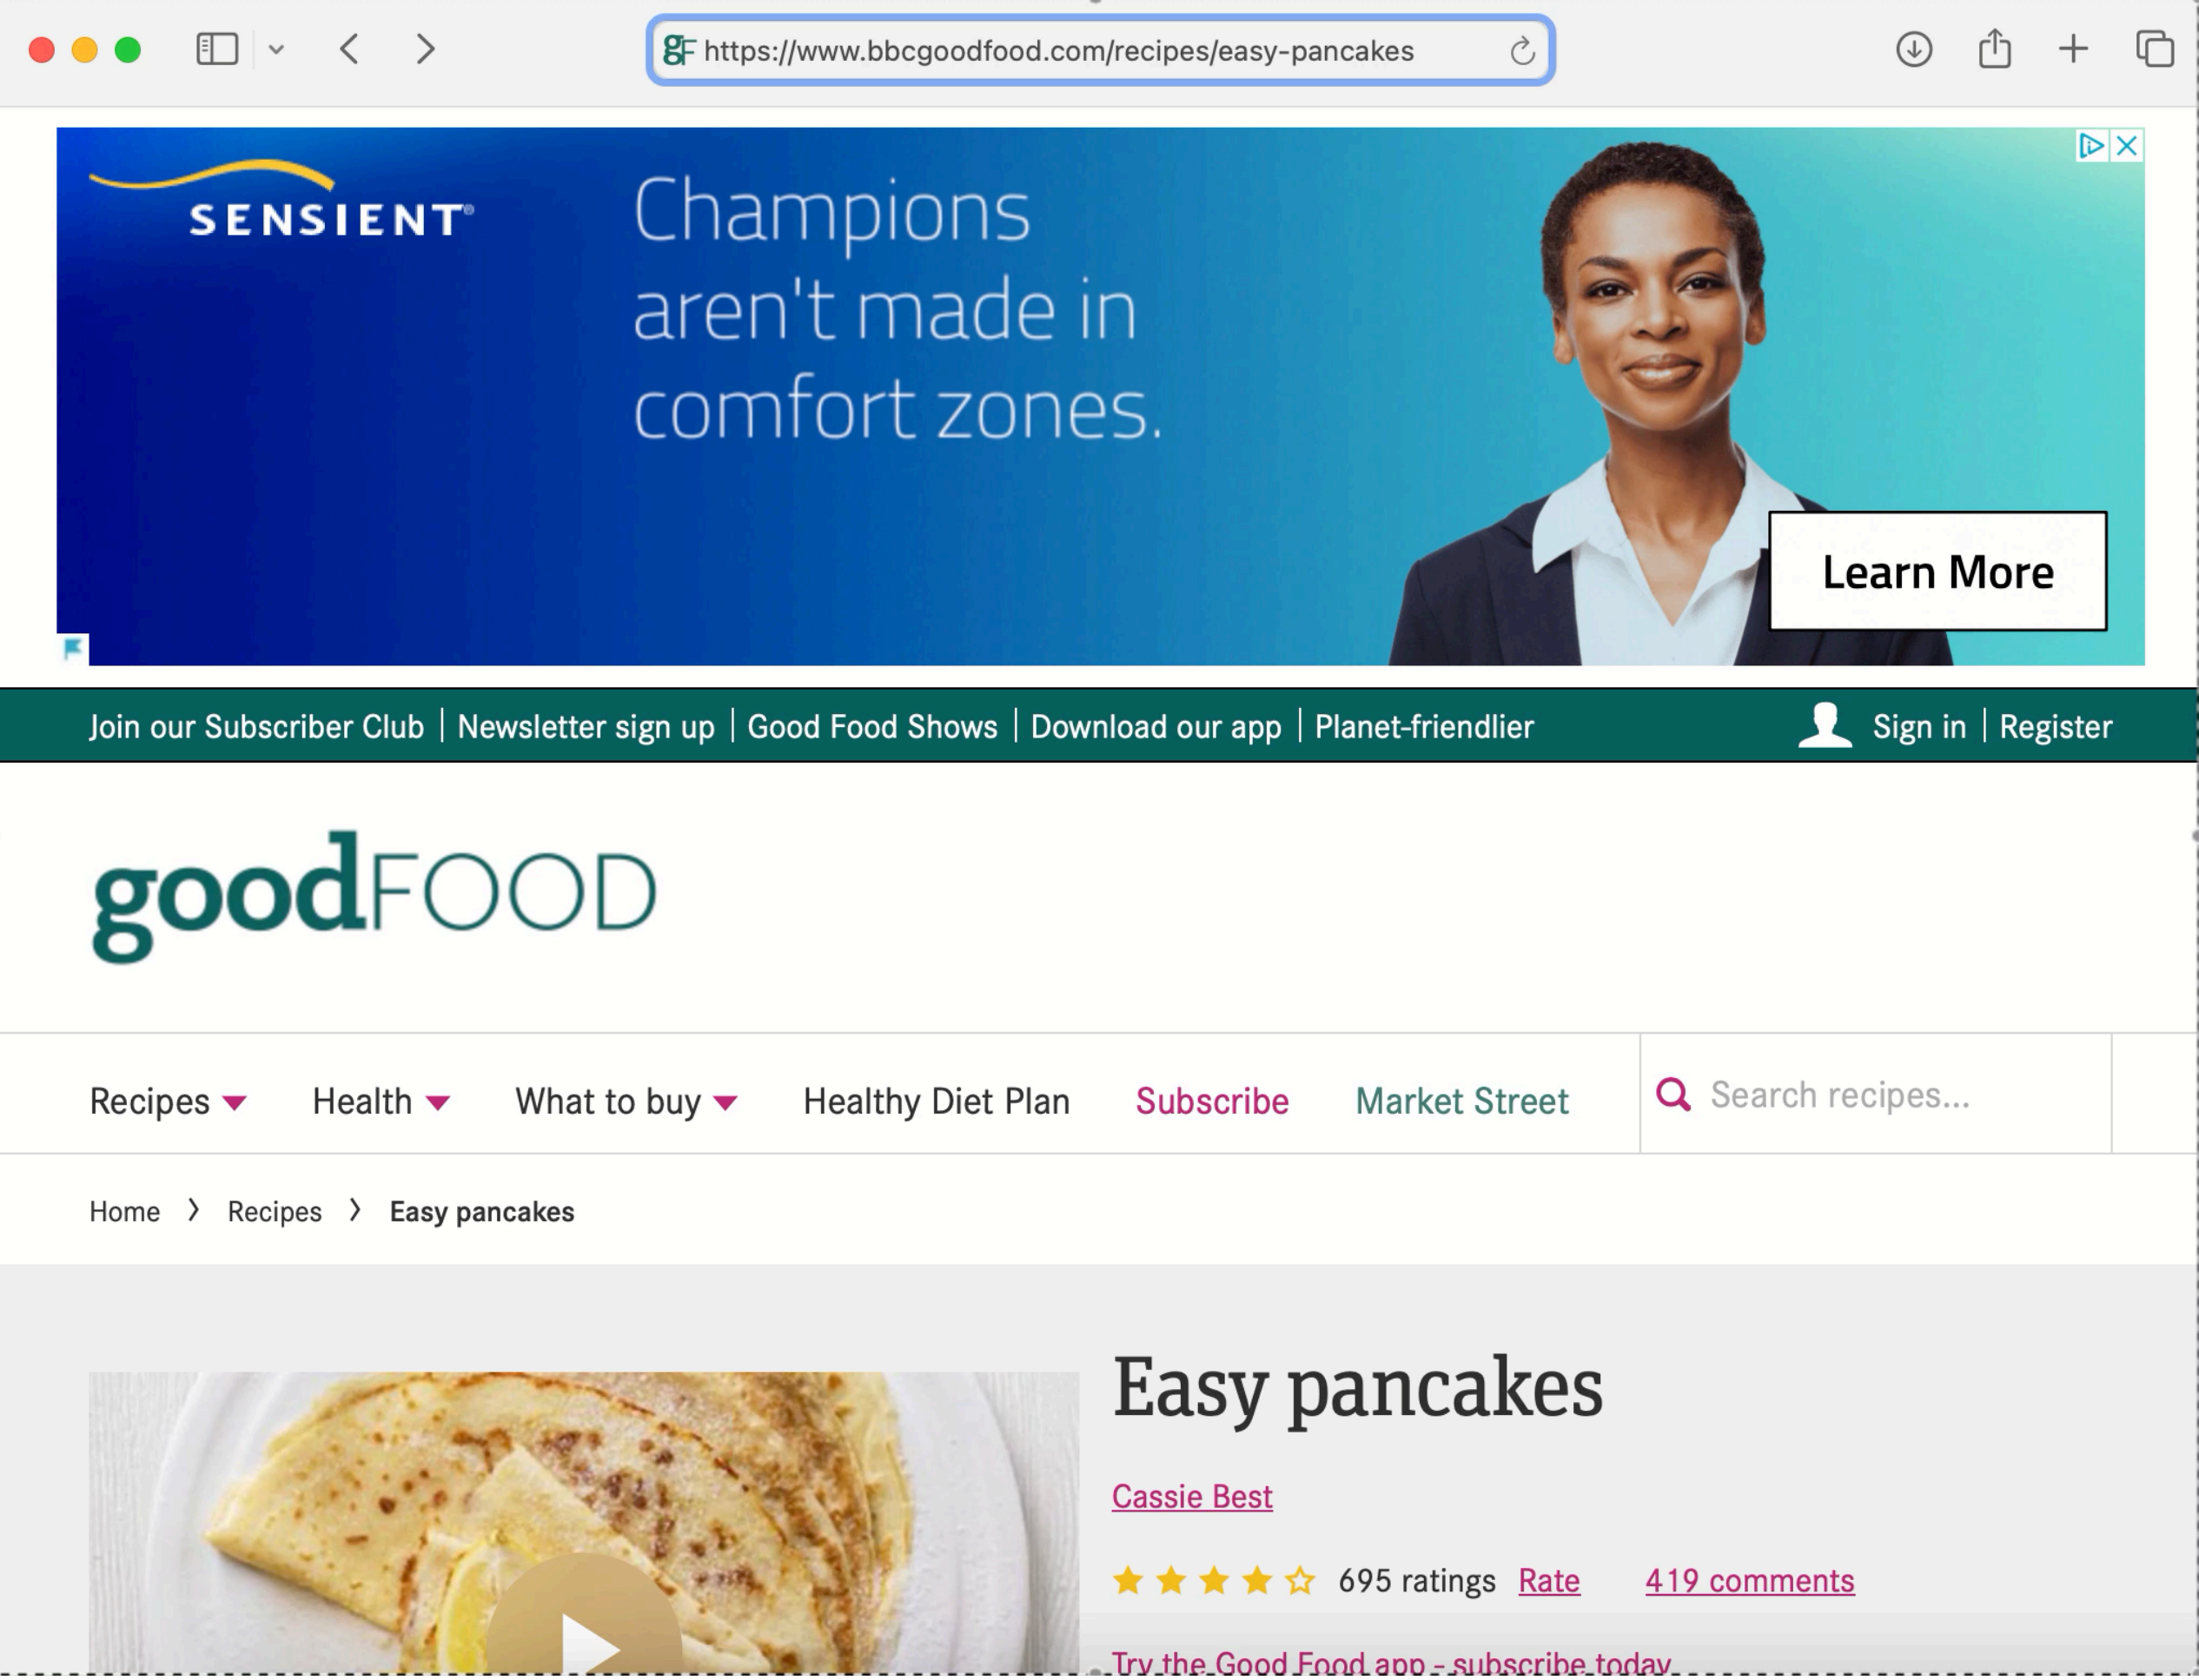 gF https://www.bbcgoodfood.com/recipes/easy-pancakes
SENSIENT®
Champions
aren't made in
comfort zones.
Learn More
Join our Subscriber Club | Newsletter sign up | Good Food Shows | Download our app | Planet-friendlier
Sign in | Register
goodFOOD
Recipes Health What to buy Healthy Diet Plan Subscribe Market Street Search recipes...
Home > Recipes > Easy pancakes
Easy pancakes
Cassie Best
695 ratings Rate 419 comments
Try the Good Food app - subscribe today